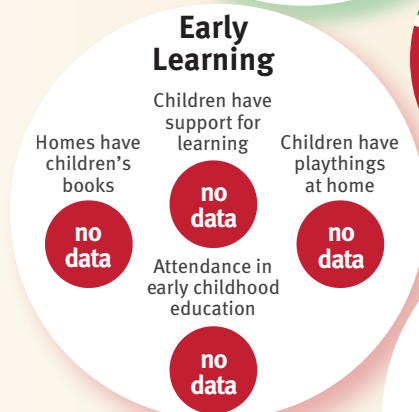 Early
Learning
Children have
support for
learning
no
data
Homes have
children's
books
no
data
Children have
playthings
at home
no
data
Attendance in
early childhood
education
no
data